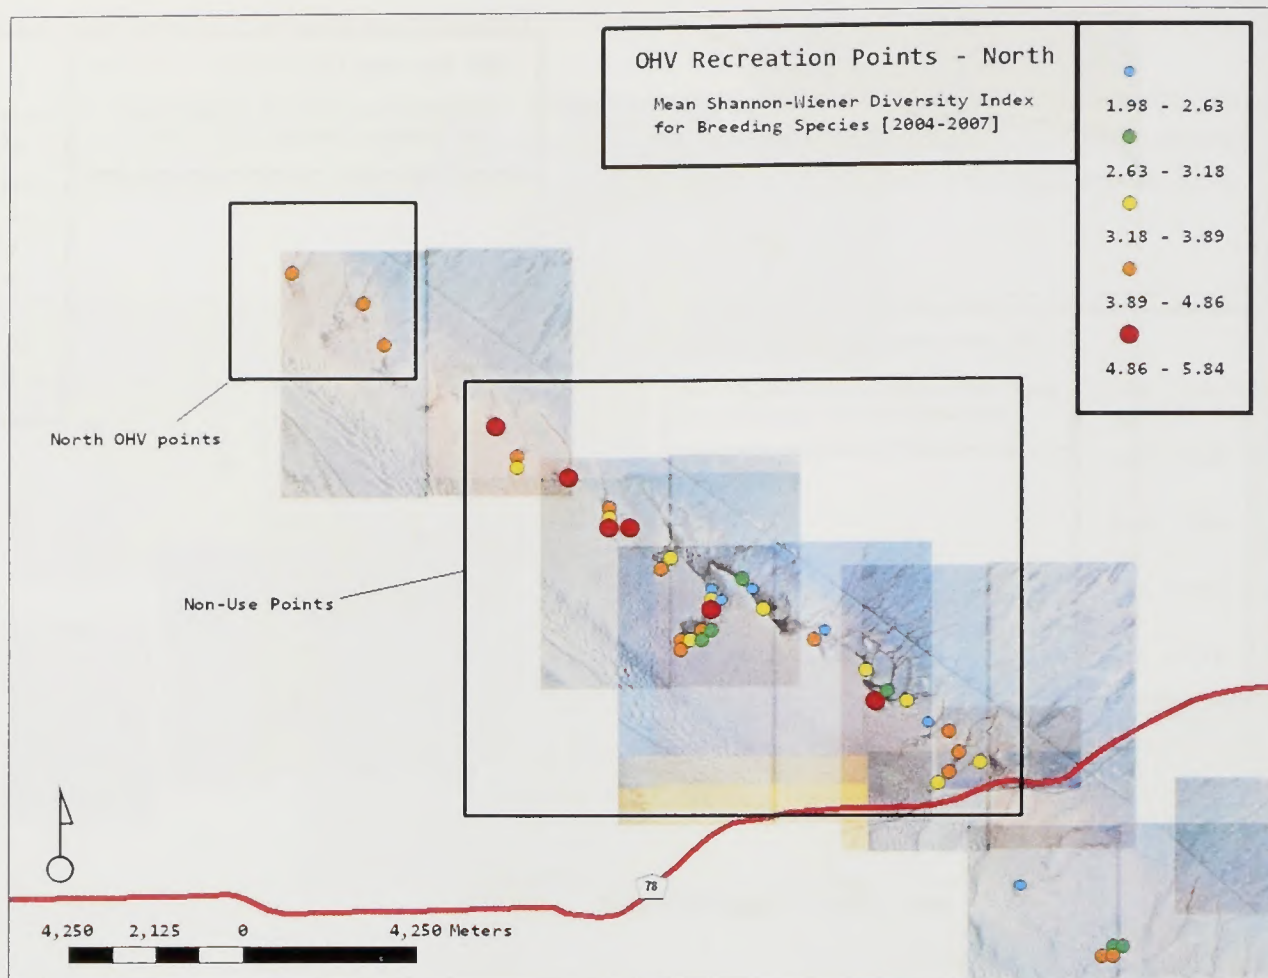 OHV Recreation Points - North
Mean Shannon-Wiener Diversity Index
for Breeding Species [2004-2007]
1.98 - 2.63
2.63 - 3.18
3.18 - 3.89
3.89 - 4.86
4.86 - 5.84
North OHV points
Non-Use Points
78
4,250 2,125 0 4,250 Meters